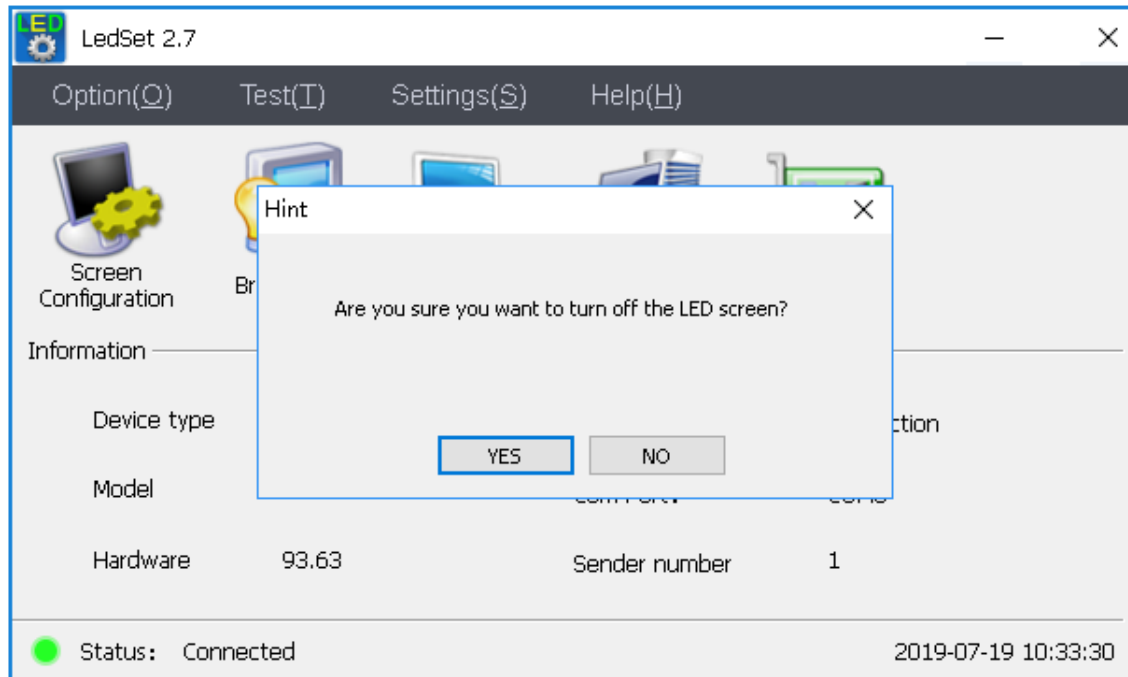 LED
LedSet 2.7
Option(O) Test(T) Settings(S) Help(H)
Hint
Are you sure you want to turn off the LED screen?
YES NO
Screen
Configuration
Br
Information
Device type
ction
Model
Hardware 93.63 Sender number 1
Status: Connected 2019-07-19 10:33:30